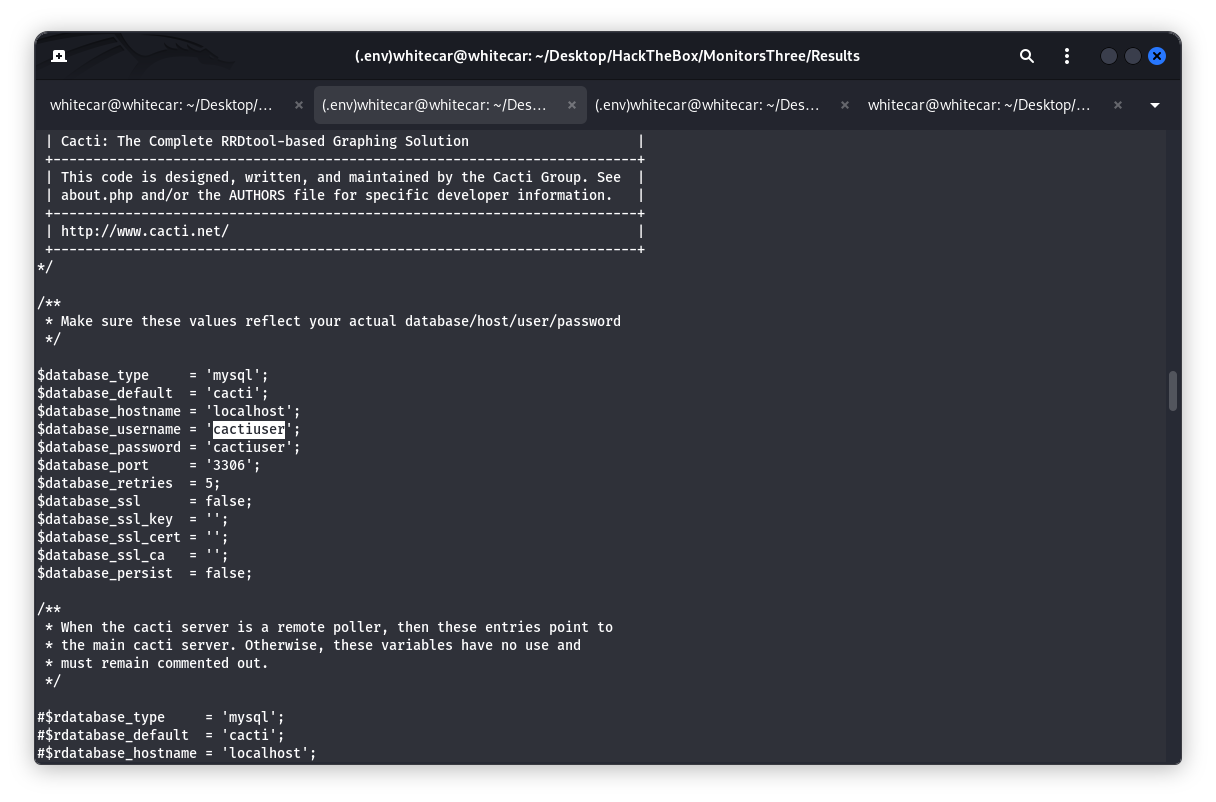 (.env)whitecar@whitecar: ~/Desktop/HackTheBox/MonitorsThree/Results
whitecar@whitecar: ~/Desktop/... × (.env)whitecar@whitecar: ~/Des... × (.env)whitecar@whitecar: ~/Des... × whitecar@whitecar: ~/Desktop/... ×
 | Cacti: The Complete RRDtool-based Graphing Solution                     |
 +-------------------------------------------------------------------------+
 | This code is designed, written, and maintained by the Cacti Group. See  |
 | about.php and/or the AUTHORS file for specific developer information.   |
 +-------------------------------------------------------------------------+
 | http://www.cacti.net/                                                   |
 +-------------------------------------------------------------------------+
*/
/**
 * Make sure these values reflect your actual database/host/user/password
 */
$database_type     = 'mysql';
$database_default  = 'cacti';
$database_hostname = 'localhost';
$database_username = 'cactiuser';
$database_password = 'cactiuser';
$database_port     = '3306';
$database_retries  = 5;
$database_ssl      = false;
$database_ssl_key  = '';
$database_ssl_cert = '';
$database_ssl_ca   = '';
$database_persist  = false;
/**
 * When the cacti server is a remote poller, then these entries point to
 * the main cacti server. Otherwise, these variables have no use and
 * must remain commented out.
 */
#$rdatabase_type     = 'mysql';
#$rdatabase_default  = 'cacti';
#$rdatabase_hostname = 'localhost';